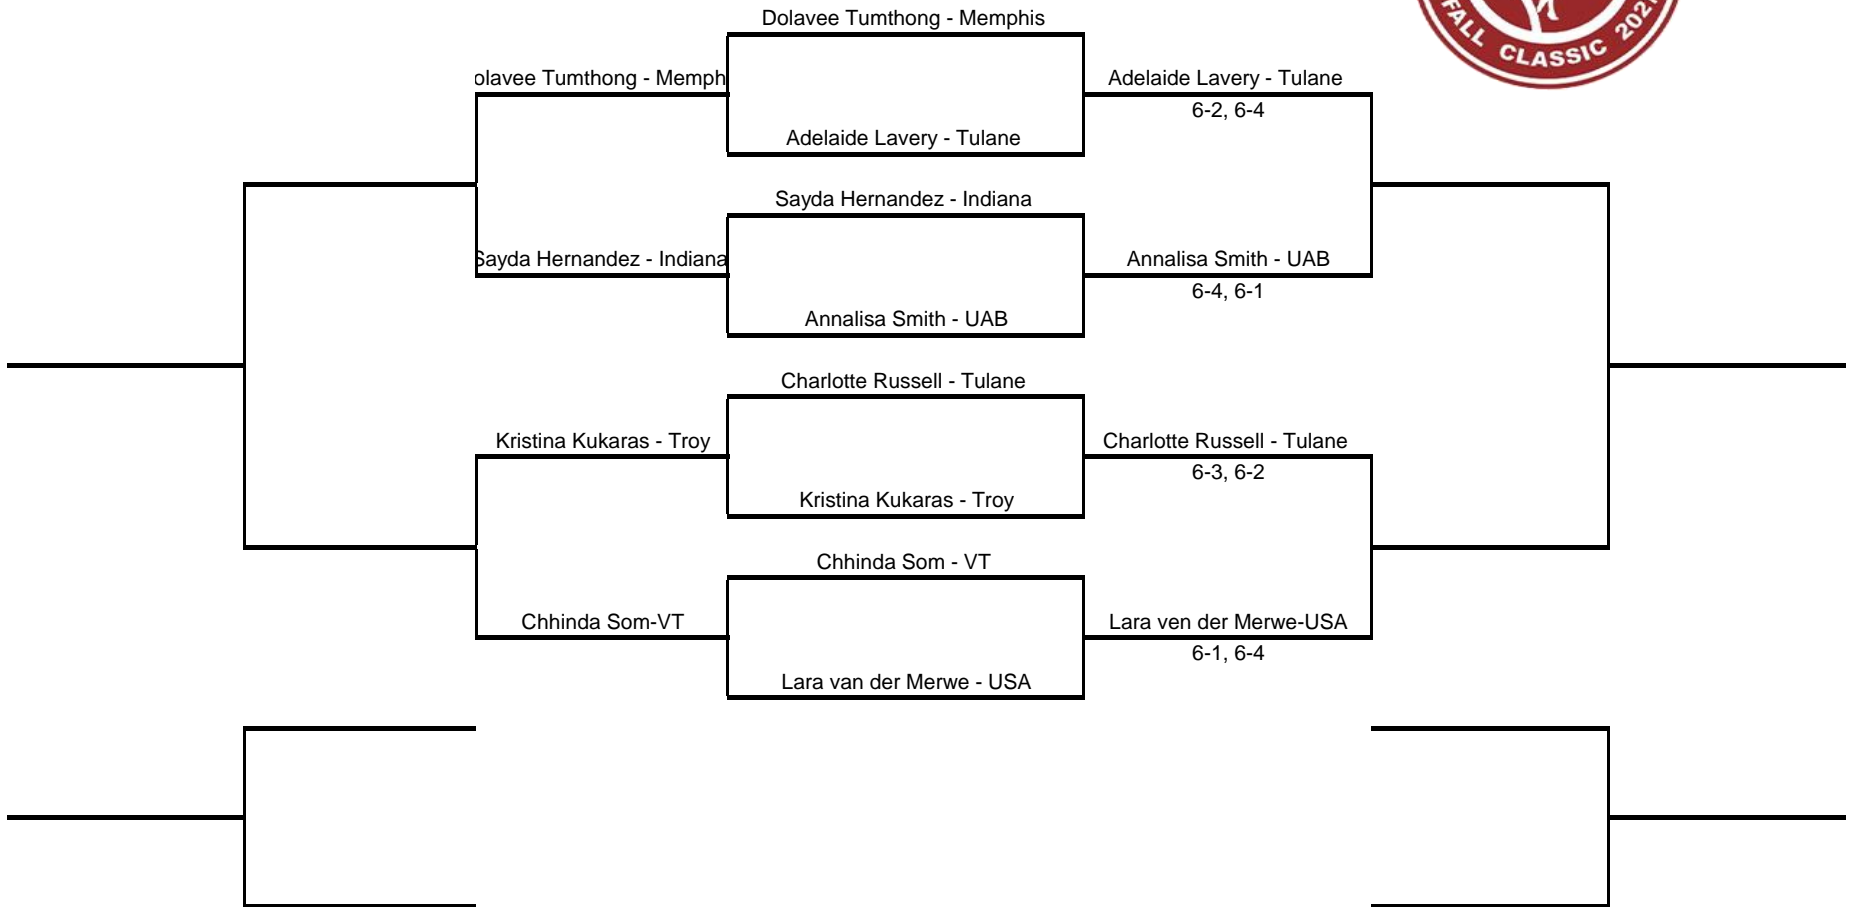 Dolavee Tumthong - Memphis
olavee Tumthong - Memph
Adelaide Lavery - Tulane
6-2, 6-4
Adelaide Lavery - Tulane
Sayda Hernandez - Indiana
Sayda Hernandez - Indiana
Annalisa Smith - UAB
6-4, 6-1
Annalisa Smith - UAB
Charlotte Russell - Tulane
Kristina Kukaras - Troy
Charlotte Russell - Tulane
6-3, 6-2
Kristina Kukaras - Troy
Chhinda Som - VT
Chhinda Som-VT
Lara ven der Merwe-USA
6-1, 6-4
Lara van der Merwe - USA
FALL CLASSIC 2021